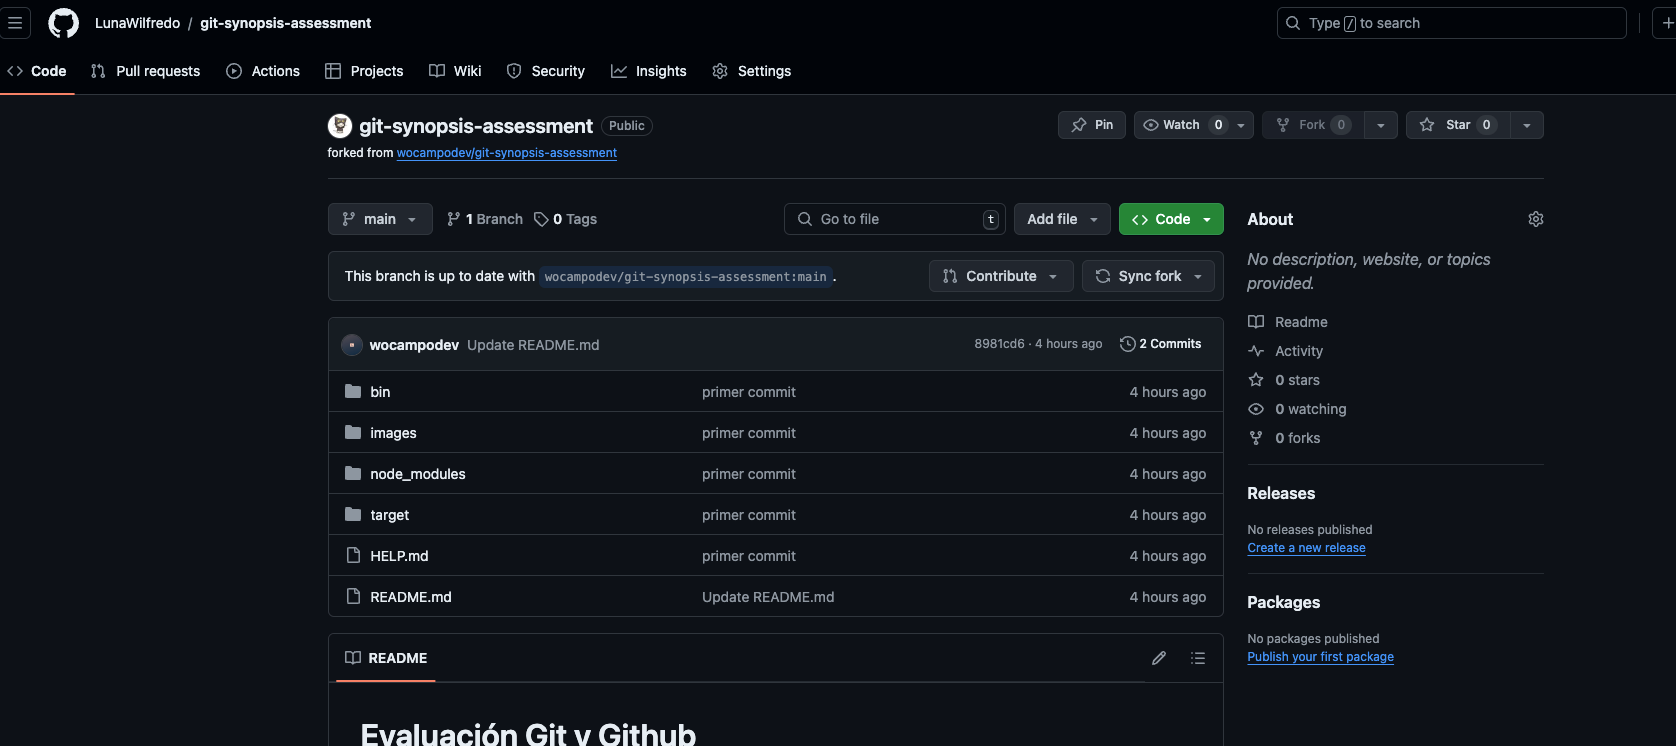 LunaWilfredo / git-synopsis-assessment
Type / to search
Code Pull requests Actions Projects Wiki Security Insights Settings
git-synopsis-assessment Public
Pin Watch 0 Fork 0 Star 0
forked from wocampodev/git-synopsis-assessment
main 1 Branch 0 Tags
Go to file t Add file Code
This branch is up to date with wocampodev/git-synopsis-assessment:main .
Contribute Sync fork
wocampodev Update README.md 8981cd6 · 4 hours ago 2 Commits
bin primer commit 4 hours ago
images primer commit 4 hours ago
node_modules primer commit 4 hours ago
target primer commit 4 hours ago
HELP.md primer commit 4 hours ago
README.md Update README.md 4 hours ago
README
Evaluación Git y Github
About
No description, website, or topics
provided.
Readme
Activity
0 stars
0 watching
0 forks
Releases
No releases published
Create a new release
Packages
No packages published
Publish your first package